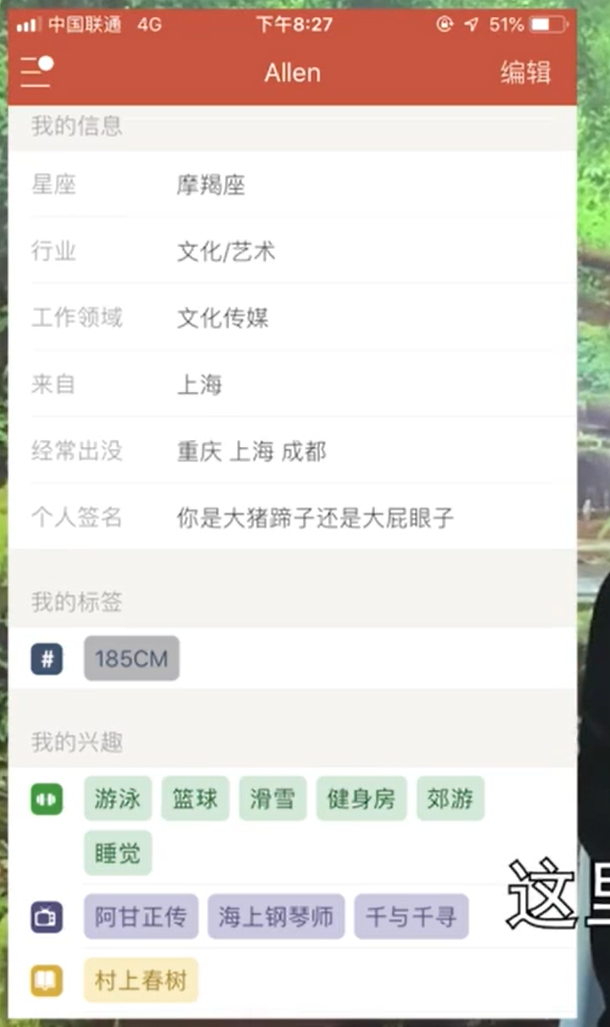 中国联通 4G 下午8:27 51%
Allen 编辑
我的信息
星座 摩羯座
行业 文化/艺术
工作领域 文化传媒
来自 上海
经常出没 重庆 上海 成都
个人签名 你是大猪蹄子还是大屁眼子
我的标签
# 185CM
我的兴趣
游泳 篮球 滑雪 健身房 郊游
睡觉
阿甘正传 海上钢琴师 千与千寻
这里
村上春树